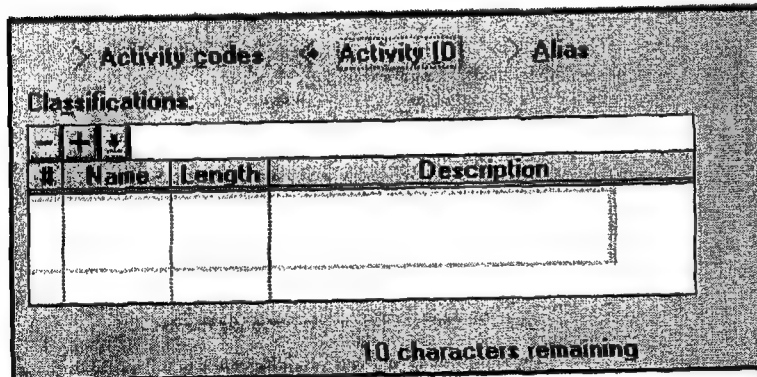 Activity codes Activity ID Alias
Classifications:
- +
# Name Length Description
10 characters remaining